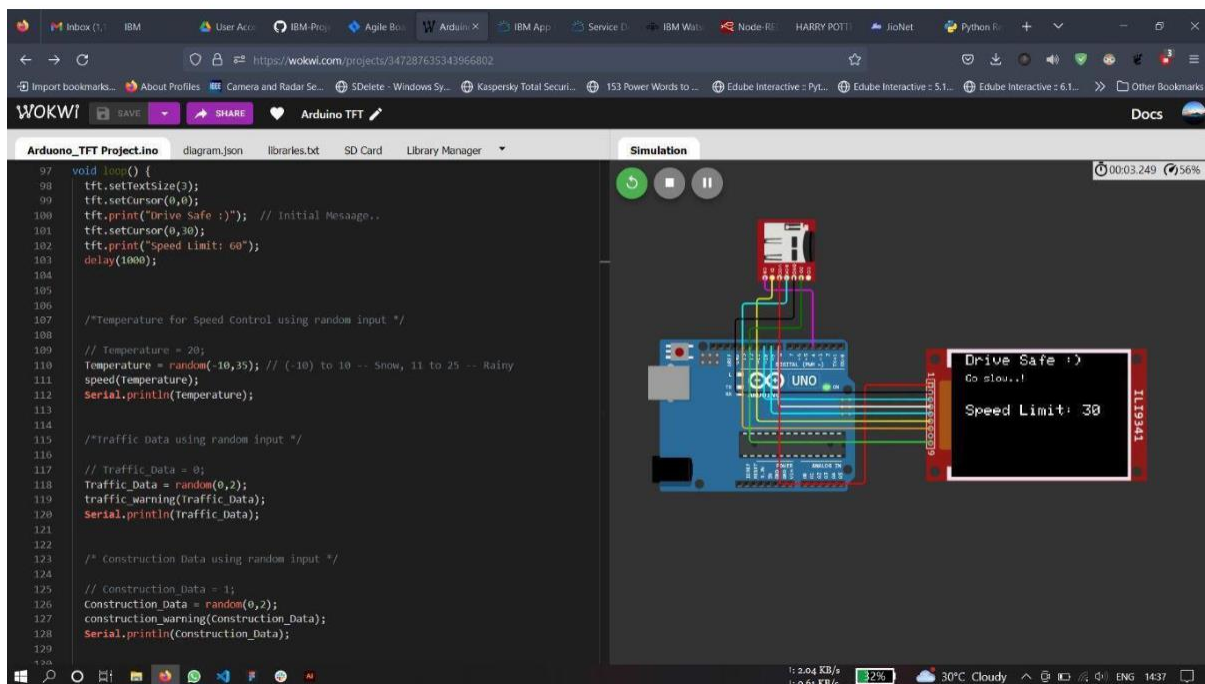 Inbox (1,
IBM
User Acc
IBM-Proj
Agile Boa
Arduin
IBM App
Service D
IBM Wats
Node-RE
HARRY POTT
JioNet
Python Re
https://wokwi.com/projects/347287635343966802
Import bookmarks... About Profiles Camera and Radar Se... SDelete - Windows Sy... Kaspersky Total Securi... 153 Power Words to ... Edube Interactive :: Pyt... Edube Interactive :: 5.1... Edube Interactive :: 6.1... Other Bookmarks
WOKWI SAVE SHARE Arduino TFT Docs
Arduono_TFT Project.ino diagram.json libraries.txt SD Card Library Manager
Simulation
00:03.249 56%
97 void loop() {
98 tft.setTextSize(3);
99 tft.setCursor(0,0);
100 tft.print("Drive Safe :)"); // Initial Mesaage..
101 tft.setCursor(0,30);
102 tft.print("Speed Limit: 60");
103 delay(1000);
104
105
106
107 /*Temperature for Speed Control using random input */
108
109 // Temperature = 20;
110 Temperature = random(-10,35); // (-10) to 10 -- Snow, 11 to 25 -- Rainy
111 speed(Temperature);
112 Serial.println(Temperature);
113
114
115 /*Traffic Data using random input */
116
117 // Traffic_Data = 0;
118 Traffic_Data = random(0,2);
119 traffic_warning(Traffic_Data);
120 Serial.println(Traffic_Data);
121
122
123 /* Construction Data using random input */
124
125 // Construction_Data = 1;
126 Construction_Data = random(0,2);
127 construction_warning(Construction_Data);
128 Serial.println(Construction_Data);
129
130
UNO
Drive Safe :)
Go slow..!
Speed Limit: 30
ILI9341
2.04 KB/s
0.61 KB/s
32%
30°C Cloudy
ENG 14:37